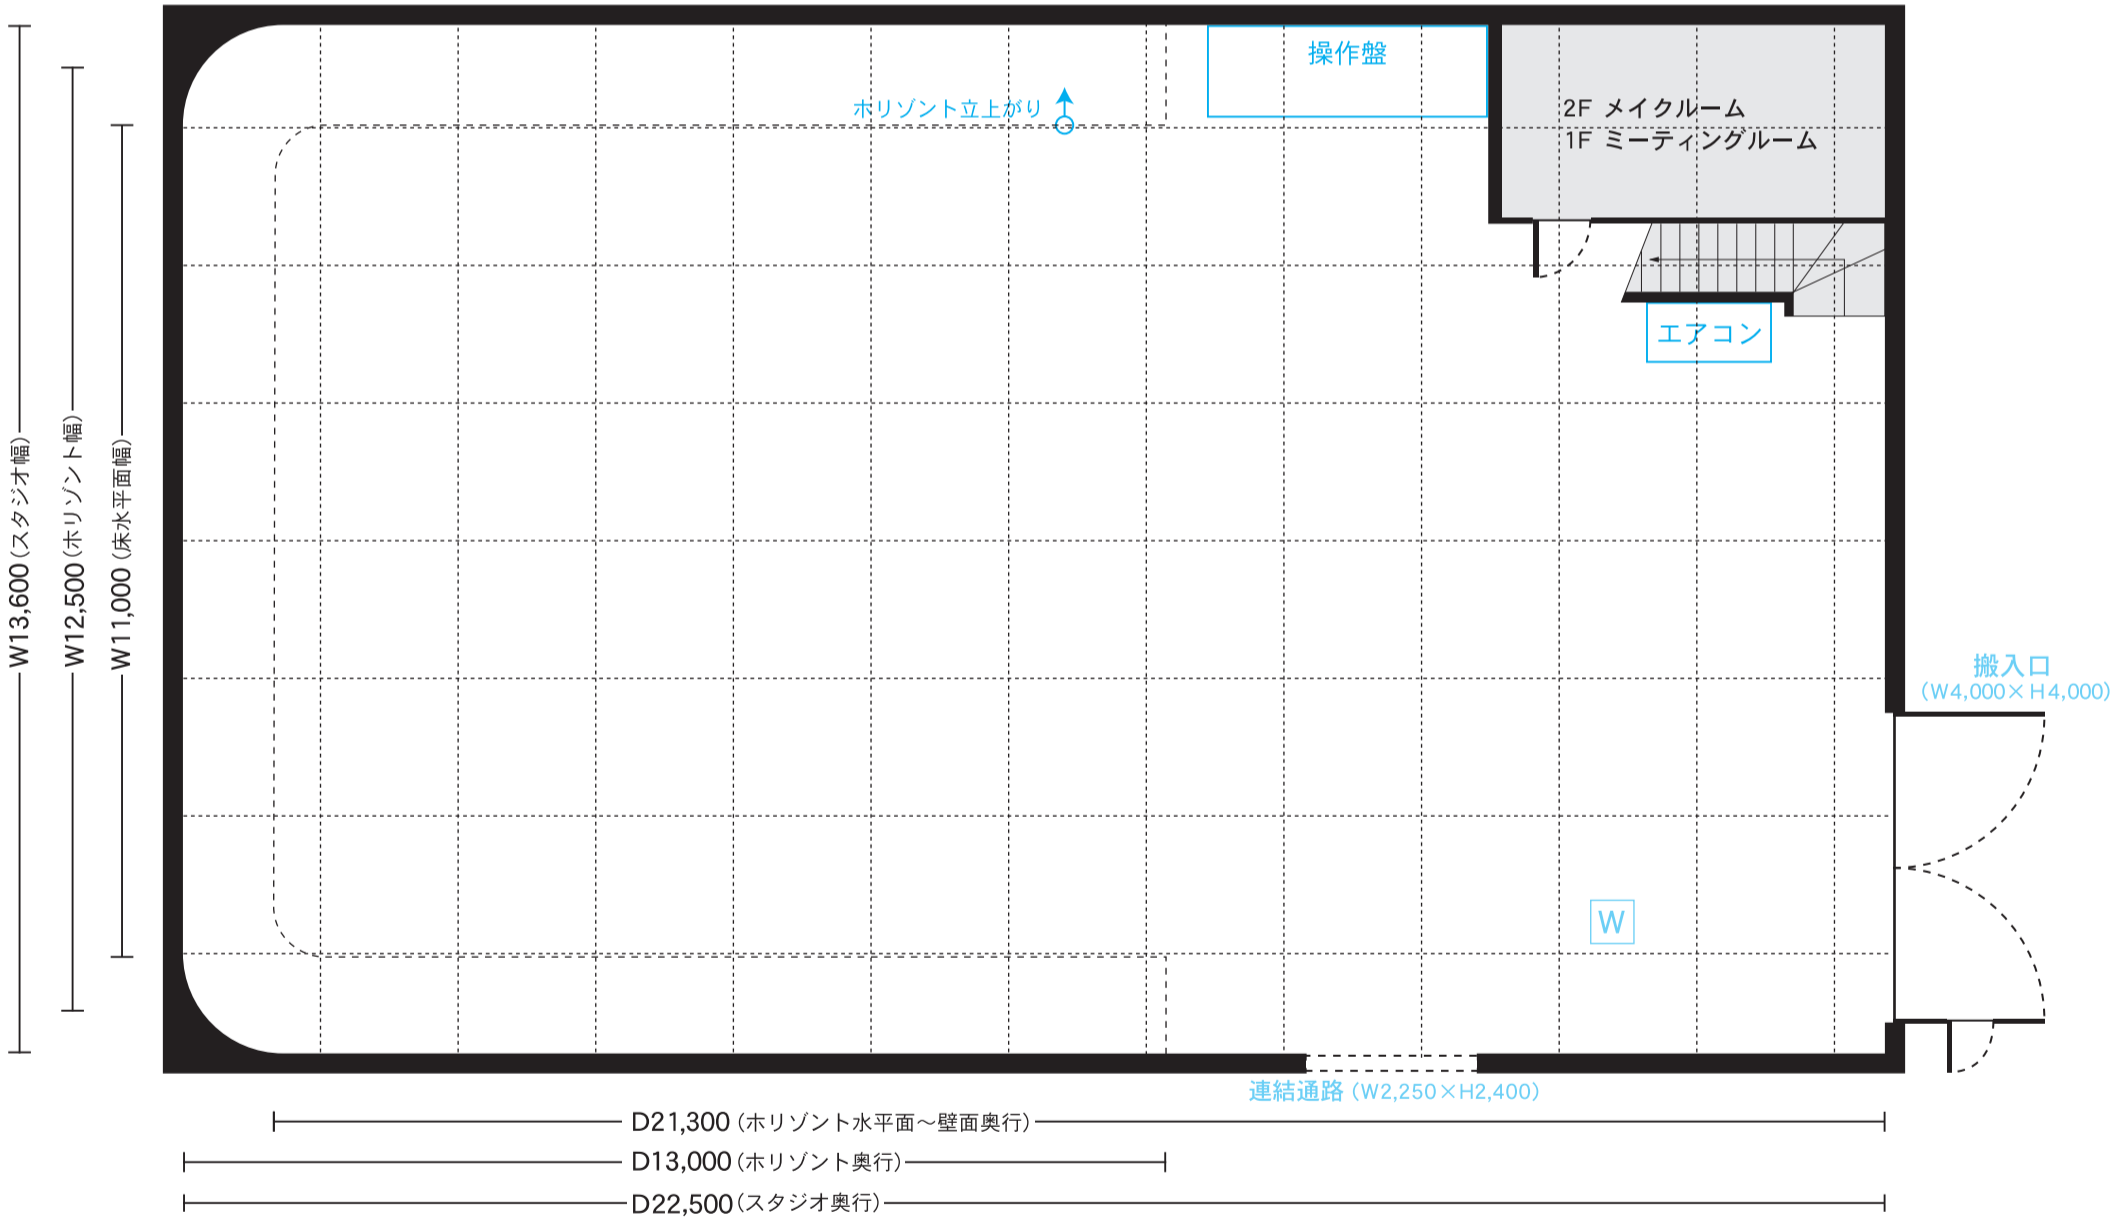 操作盤
ホリゾント立上がり
2F メイクルーム
1F ミーティングルーム
エアコン
W13,600(スタジオ幅)
W12,500(ホリゾント幅)
W11,000(床水平面幅)
搬入口
(W4,000×H4,000)
W
連結通路(W2,250×H2,400)
D21,300(ホリゾント水平面〜壁面奥行)
D13,000(ホリゾント奥行)
D22,500(スタジオ奥行)